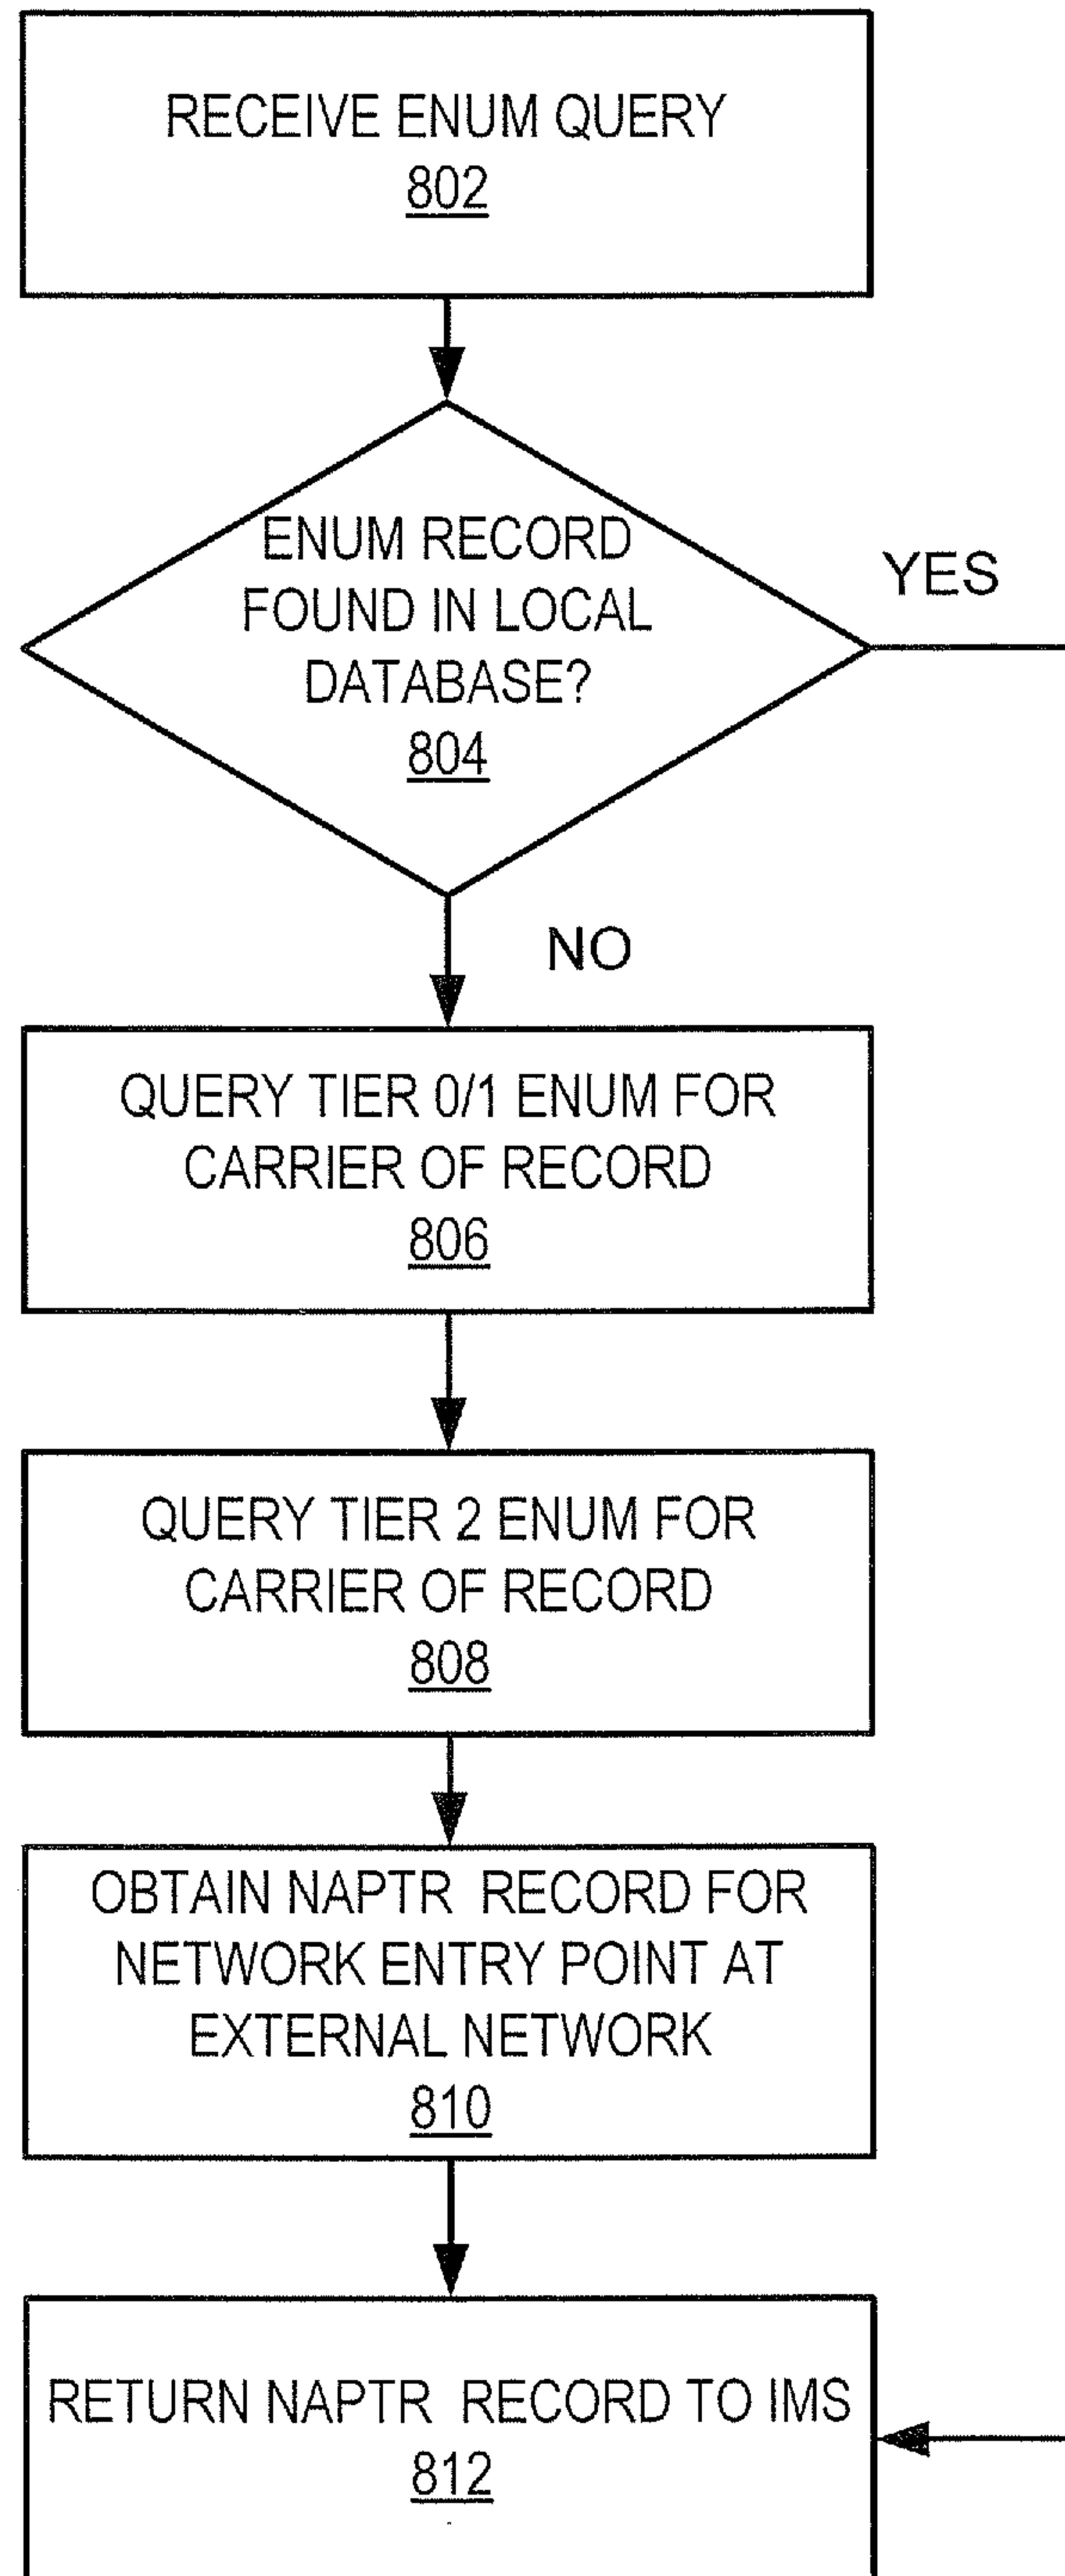 RECEIVE ENUM QUERY
802
ENUM RECORD
FOUND IN LOCAL
DATABASE?
804
YES
NO
QUERY TIER 0/1 ENUM FOR
CARRIER OF RECORD
806
QUERY TIER 2 ENUM FOR
CARRIER OF RECORD
808
OBTAIN NAPTR RECORD FOR
NETWORK ENTRY POINT AT
EXTERNAL NETWORK
810
RETURN NAPTR RECORD TO IMS
812